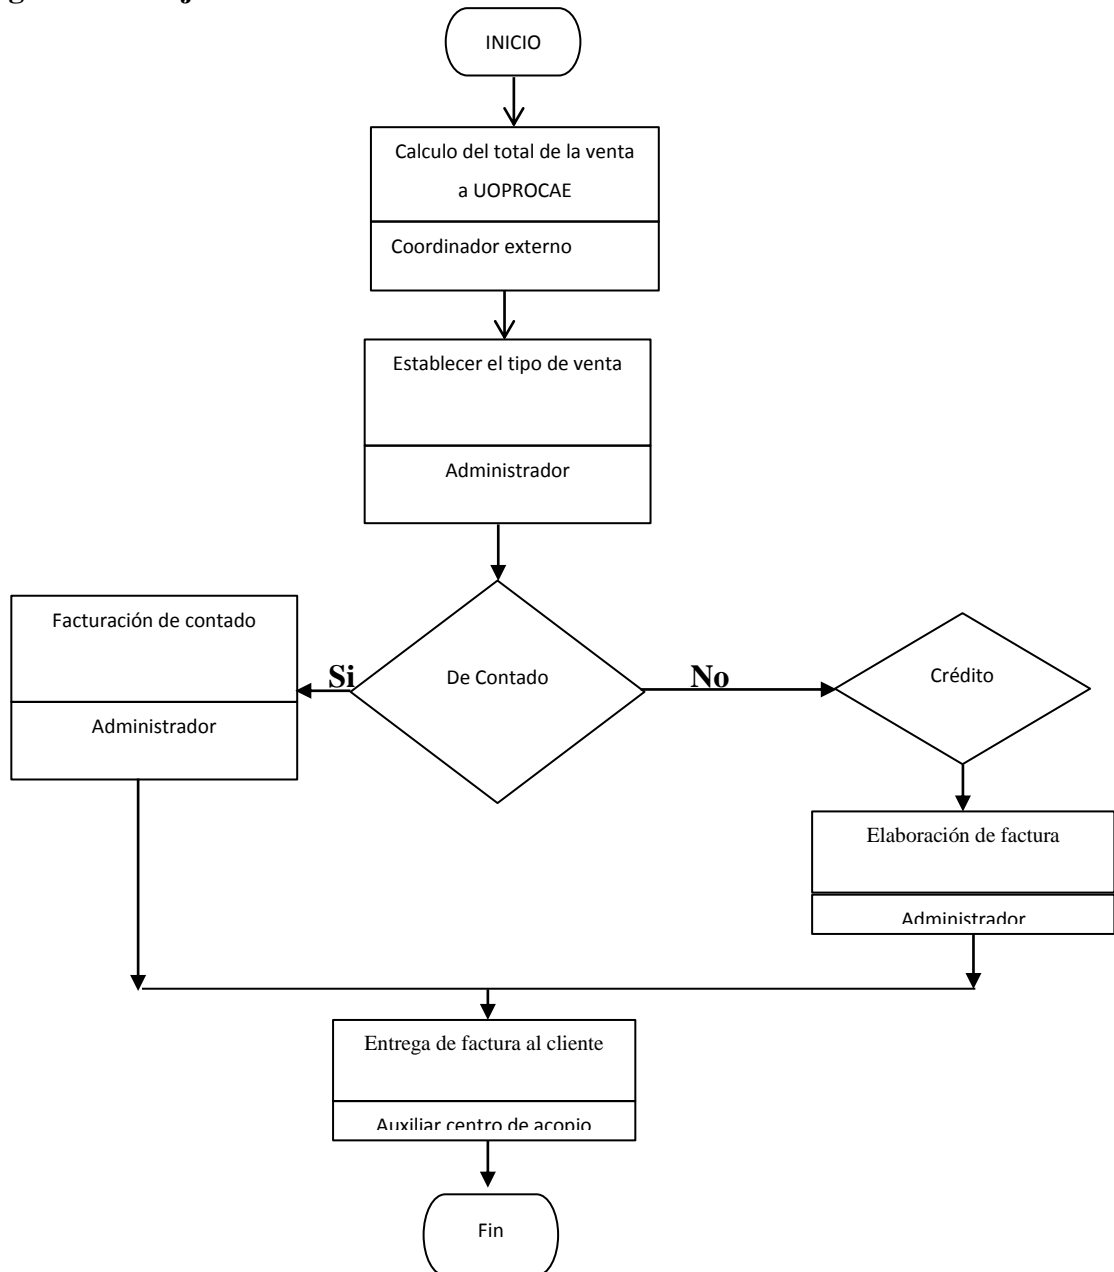 INICIO
Calculo del total de la venta
a UOPROCAE
Coordinador externo
Establecer el tipo de venta
Administrador
Facturación de contado
Administrador
Si
De Contado
No
Crédito
Elaboración de factura
Administrador
Entrega de factura al cliente
Auxiliar centro de acopio
Fin